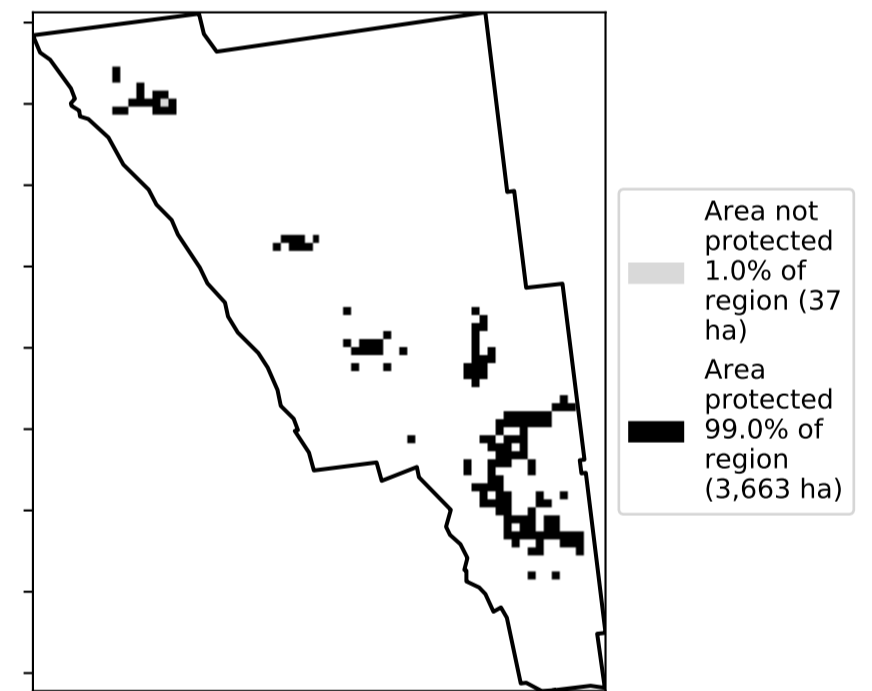 Area not
protected
1.0% of
region (37
ha)
Area
protected
99.0% of
region
(3,663 ha)